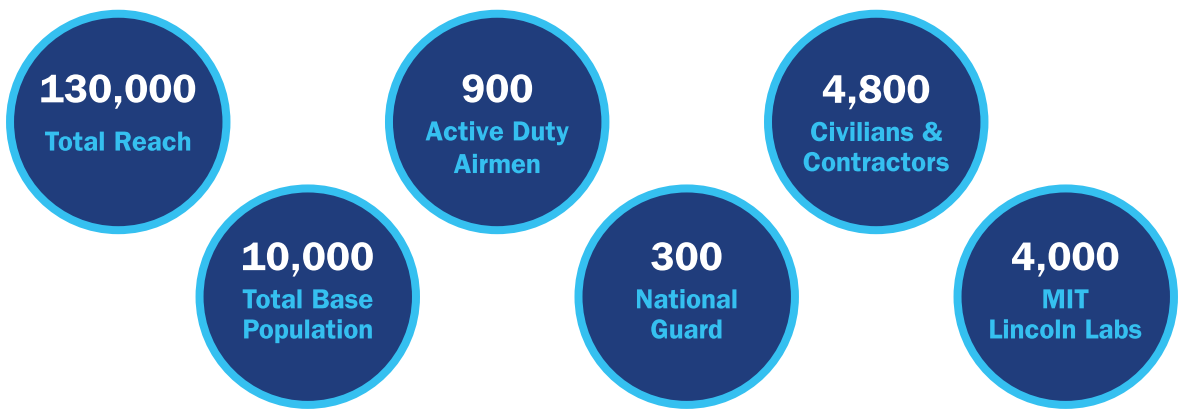 130,000
Total Reach
10,000
Total Base
Population
900
Active Duty
Airmen
300
National
Guard
4,800
Civilians &
Contractors
4,000
MIT
Lincoln Labs